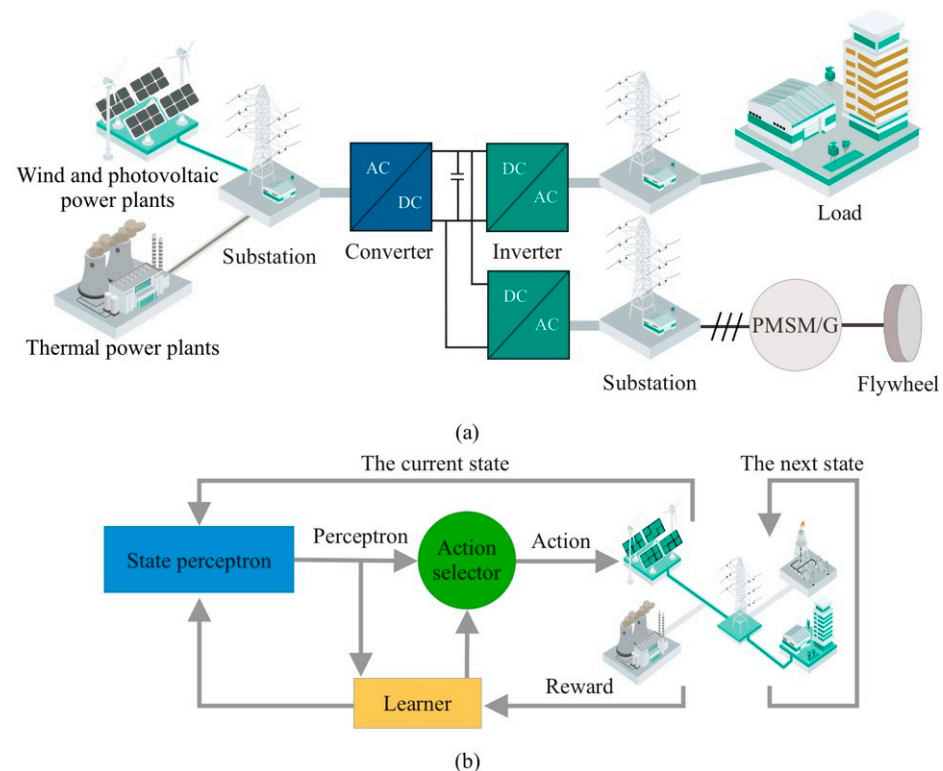 Wind and photovoltaic
power plants
Thermal power plants
Substation
AC
DC
Converter
DC
AC
Inverter
DC
AC
Load
Substation
PMSM/G
Flywheel
(a)
The current state
The next state
State perceptron
Perceptron
Action
selector
Action
Learner
Reward
(b)